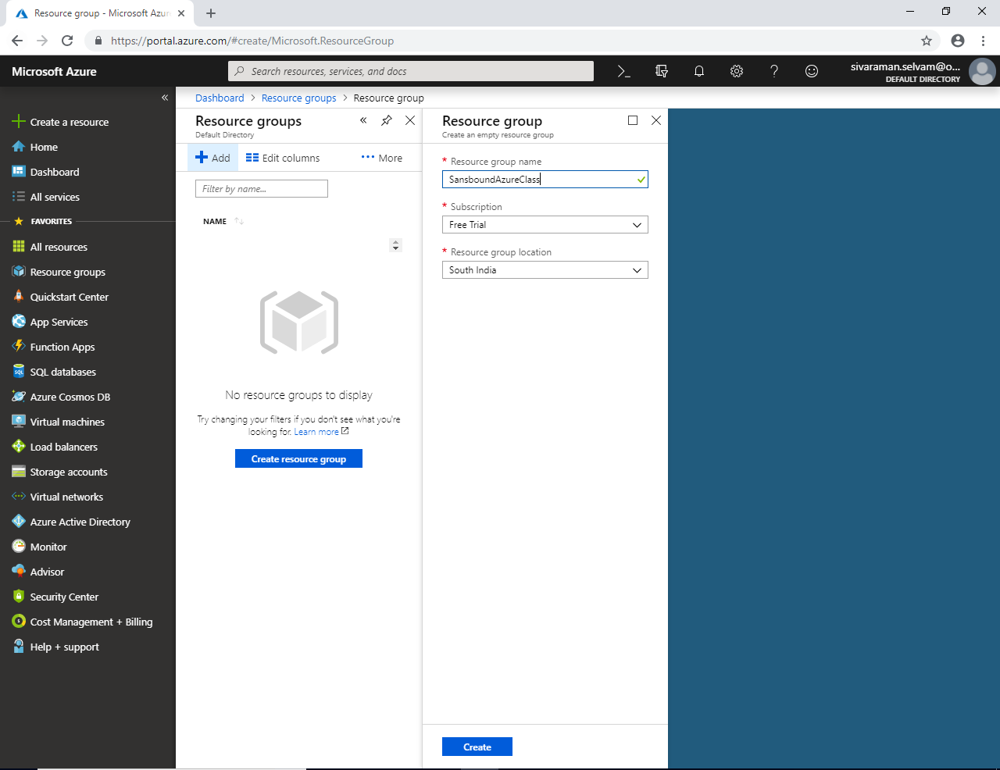 Resource group - Microsoft Azur
https://portal.azure.com/#create/Microsoft.ResourceGroup
Microsoft Azure
Search resources, services, and docs
sivaraman.selvam@o...
DEFAULT DIRECTORY
Create a resource
Home
Dashboard
All services
FAVORITES
All resources
Resource groups
Quickstart Center
App Services
Function Apps
SQL databases
Azure Cosmos DB
Virtual machines
Load balancers
Storage accounts
Virtual networks
Azure Active Directory
Monitor
Advisor
Security Center
Cost Management + Billing
Help + support
Dashboard > Resource groups > Resource group
Resource groups
Default Directory
Add
Edit columns
More
Filter by name...
NAME
No resource groups to display
Try changing your filters if you don't see what you're
looking for. Learn more
Create resource group
Resource group
Create an empty resource group
* Resource group name
SansboundAzureClass
* Subscription
Free Trial
* Resource group location
South India
Create